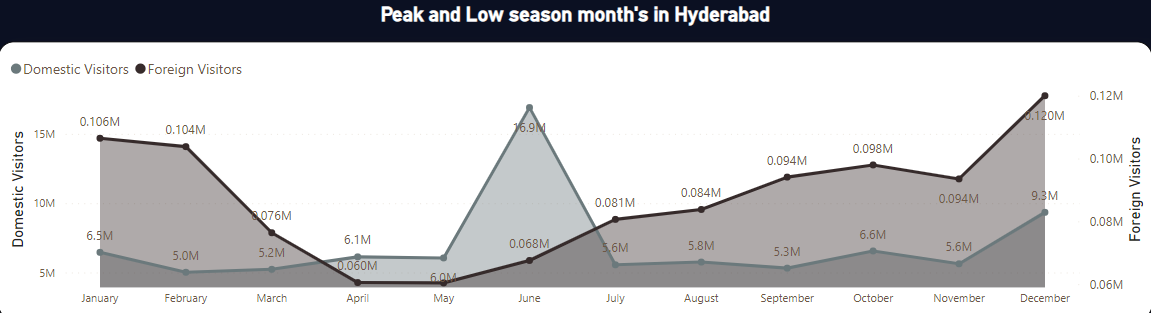 Peak and Low season month's in Hyderabad
Domestic Visitors Foreign Visitors
Domestic Visitors
15M
10M
5M
0.106M 0.104M 0.076M 0.060M 0.068M 0.081M 0.084M 0.094M 0.098M 0.094M 0.120M
6.5M 5.0M 5.2M 6.1M 6.0M 16.9M 5.6M 5.8M 5.3M 6.6M 5.6M 9.3M
0.12M
0.10M
0.08M
0.06M
Foreign Visitors
January February March April May June July August September October November December